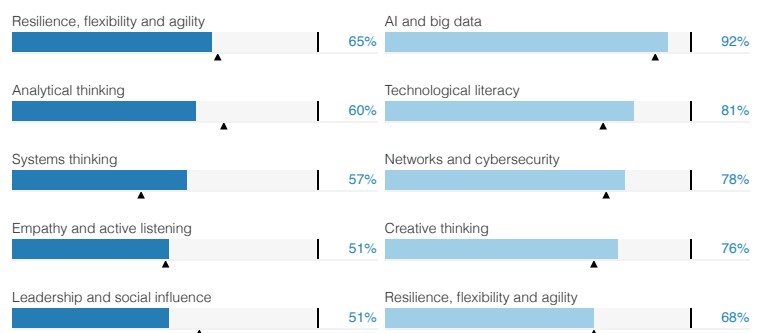 Resilience, flexibility and agility
65%
Analytical thinking
60%
Systems thinking
57%
Empathy and active listening
51%
Leadership and social influence
51%
AI and big data
92%
Technological literacy
81%
Networks and cybersecurity
78%
Creative thinking
76%
Resilience, flexibility and agility
68%